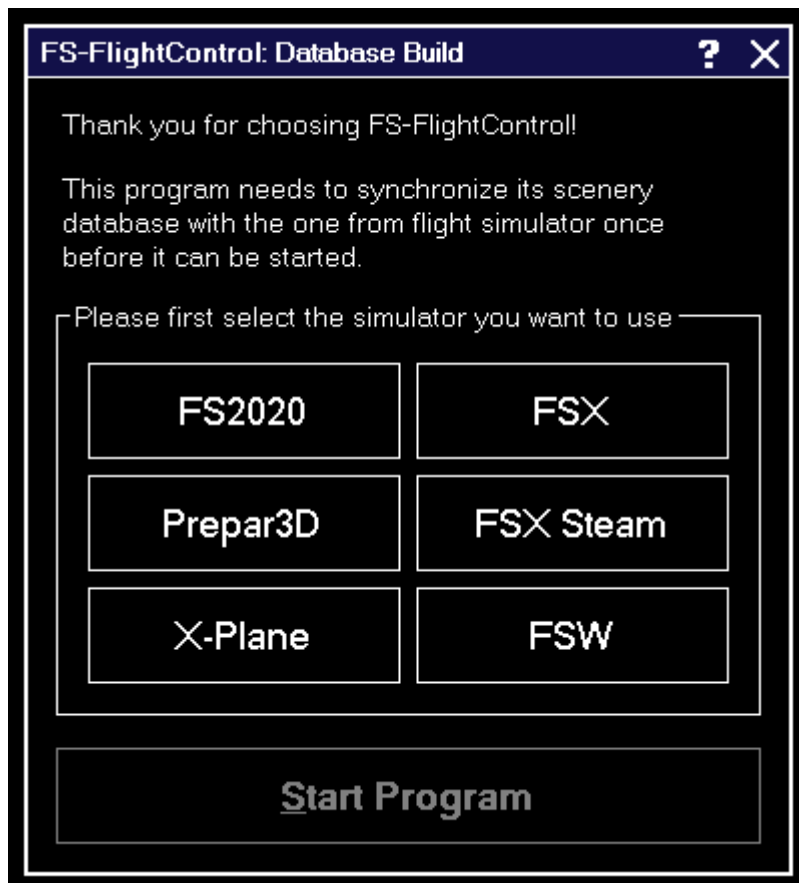 FS-FlightControl: Database Build ? X
Thank you for choosing FS-FlightControl!
This program needs to synchronize its scenery
database with the one from flight simulator once
before it can be started.
Please first select the simulator you want to use
FS2020 FSX
Prepar3D FSX Steam
X-Plane FSW
Start Program